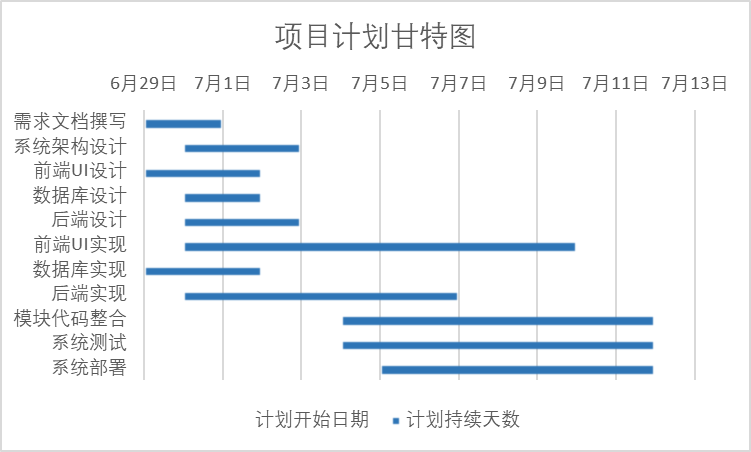 项目计划甘特图
6月29日 7月1日 7月3日 7月5日 7月7日 7月9日 7月11日 7月13日
需求文档撰写
系统架构设计
前端UI设计
数据库设计
后端设计
前端UI实现
数据库实现
后端实现
模块代码整合
系统测试
系统部署
计划开始日期 计划持续天数